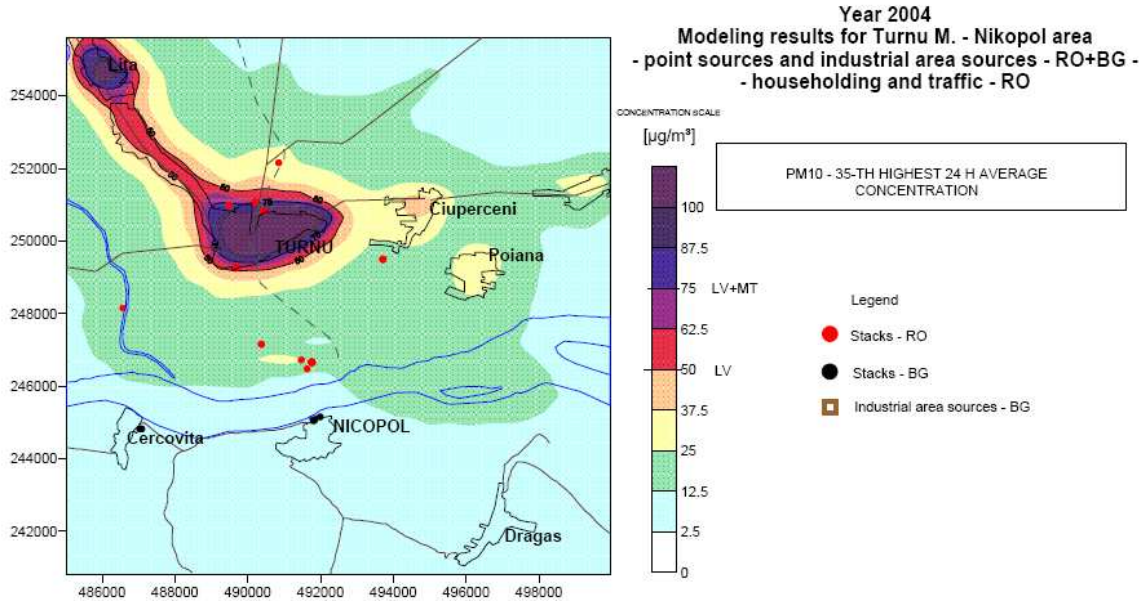 Year 2004
Modeling results for Turnu M. - Nikopol area
- point sources and industrial area sources - RO+BG -
- householding and traffic - RO
CONCENTRATION SCALE
[µg/m³]
PM10 - 35-TH HIGHEST 24 H AVERAGE
CONCENTRATION
100
87.5
75 LV+MT
62.5
50 LV
37.5
25
12.5
2.5
0
Legend
Stacks - RO
Stacks - BG
Industrial area sources - BG
254000
252000
250000
248000
246000
244000
242000
486000 488000 490000 492000 494000 496000 498000
Lita
Ciuperceni
TURNU
Poiana
Cercovita
NICOPOL
Dragas